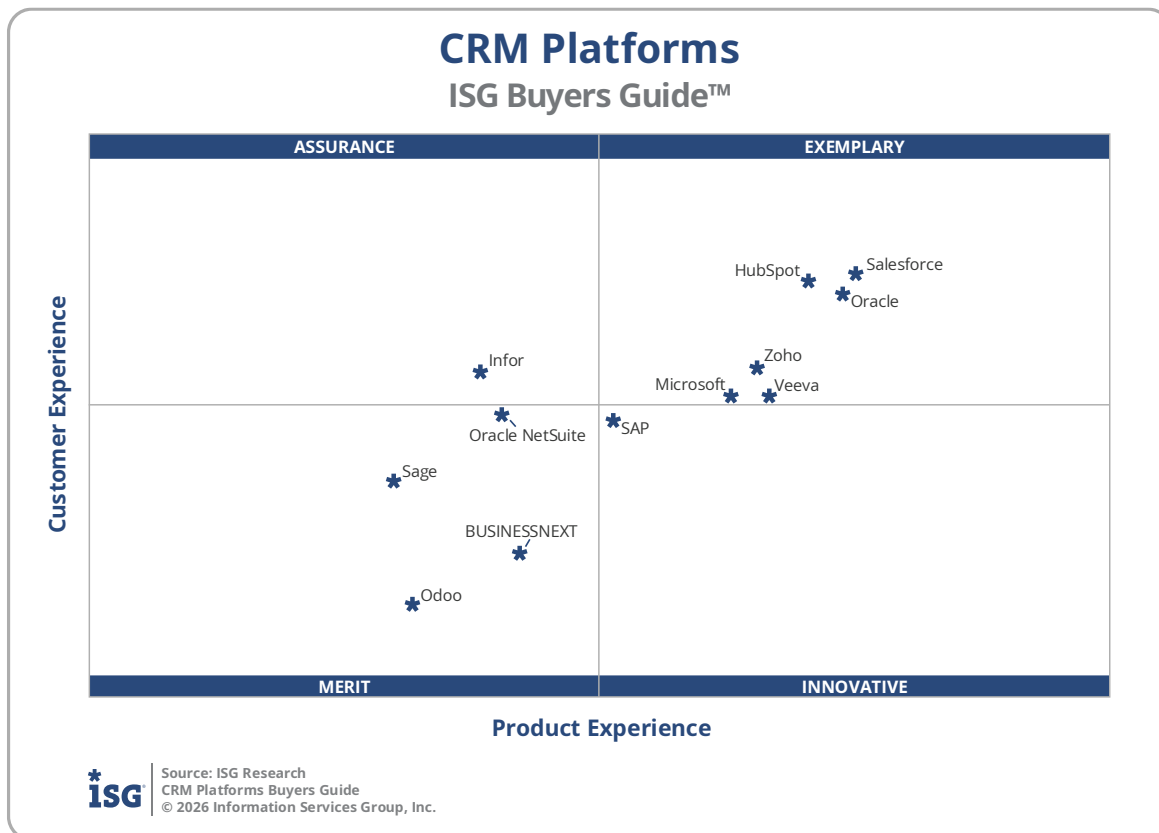 CRM Platforms
ISG Buyers Guide™
ASSURANCE
EXEMPLARY
HubSpot
Salesforce
Oracle
Infor
Zoho
Microsoft
Veeva
Oracle NetSuite
SAP
Sage
BUSINESSNEXT
Odoo
Customer Experience
MERIT
INNOVATIVE
Product Experience
ISG
Source: ISG Research
CRM Platforms Buyers Guide
© 2026 Information Services Group, Inc.